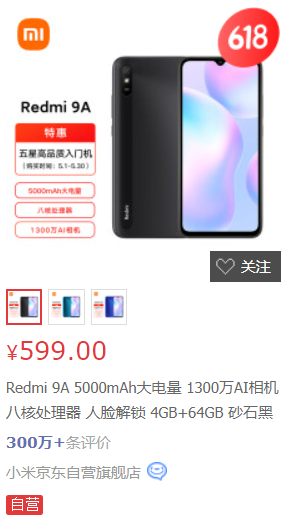 618
Redmi 9A
特惠
五星高品质入门机
(购买时间：5.1-5.30)
5000mAh大电量
八核处理器
1300万AI相机
Redmi
关注
¥599.00
Redmi 9A 5000mAh大电量 1300万AI相机
八核处理器 人脸解锁 4GB+64GB 砂石黑
300万+条评价
小米京东自营旗舰店
自营